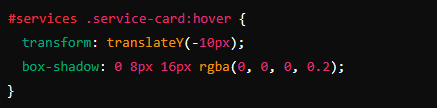 #services .service-card:hover {
  transform: translateY(-10px);
  box-shadow: 0 8px 16px rgba(0, 0, 0, 0.2);
}